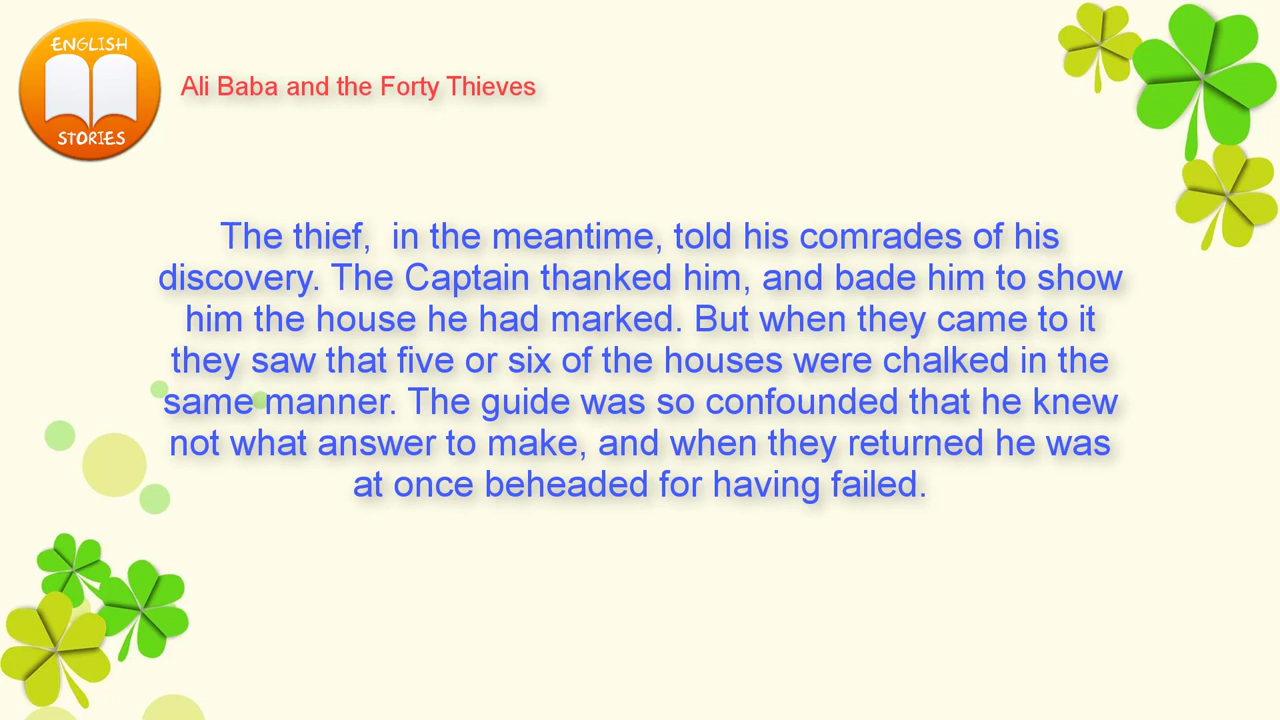 ENGLISH
STORIES
Ali Baba and the Forty Thieves
The thief,  in the meantime, told his comrades of his
discovery. The Captain thanked him, and bade him to show
him the house he had marked. But when they came to it
they saw that five or six of the houses were chalked in the
same manner. The guide was so confounded that he knew
not what answer to make, and when they returned he was
at once beheaded for having failed.